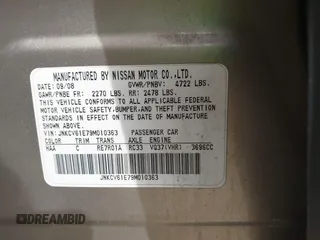 MANUFACTURED BY NISSAN MOTOR CO.,LTD.
DATE: 09/08 GVWR/PNBV: 4722 LBS.
GAWR/PNBE FR: 2270 LBS. RR: 2478 LBS.
THIS VEHICLE CONFORMS TO ALL APPLICABLE FEDERAL
MOTOR VEHICLE SAFETY,BUMPER,AND THEFT PREVENTION
STANDARDS IN EFFECT ON THE DATE OF MANUFACTURE
SHOWN ABOVE.
VIN:JNKCV61E79M010363 PASSENGER CAR
COLOR TRIM TRANS AXLE ENGINE
HAA C RE7R01A RC33 VQ37(VHR) 3696CC
JNKCV61E79M010363
DREAMBID